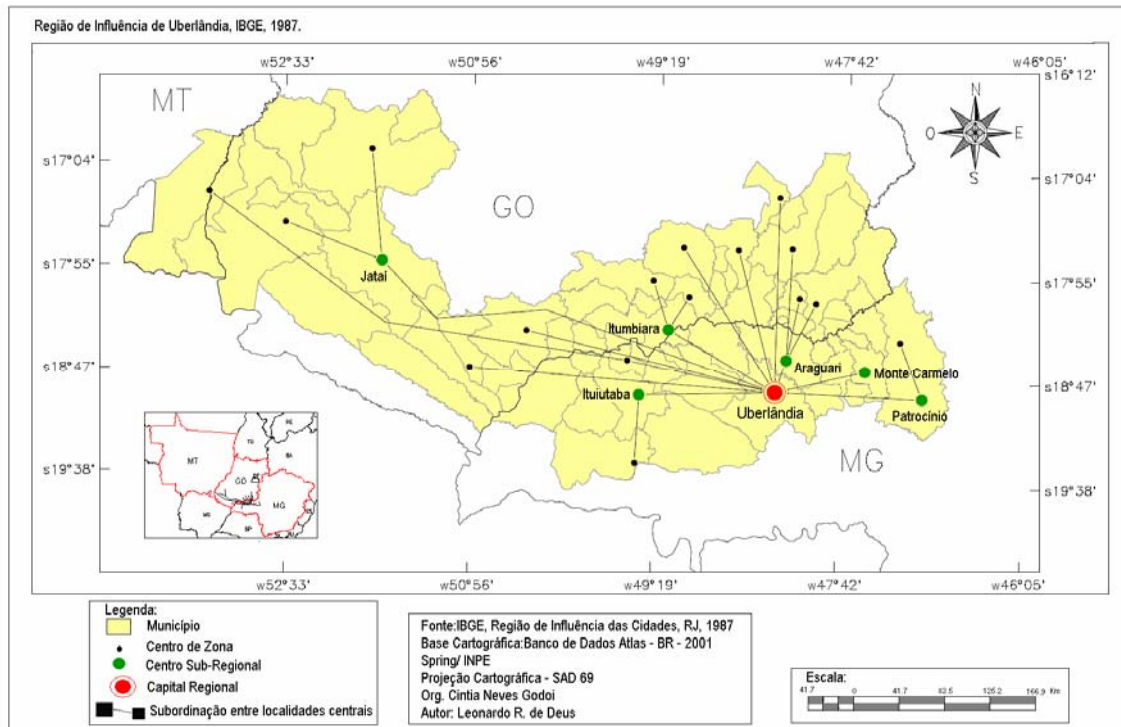 Região de Influência de Uberlândia, IBGE, 1987.
w52°33' w50°56' w49°19' w47°42' w46°05'
s16°12'
MT
N
O E
S
s17°04' s17°04'
GO
s17°55' s17°55'
Jatai
Itumbiara
Araguari
Monte Carmelo
s18°47' s18°47'
Ituiutaba
Uberlândia
Patrocínio
MG
s19°38' s19°38'
TO
BA
MT
GO
DF
MG
MS
SP
w52°33' w50°56' w49°19' w47°42' w46°05'
Legenda:
Município
Centro de Zona
Centro Sub-Regional
Capital Regional
Subordinação entre localidades centrais
Fonte:IBGE, Região de Influência das Cidades, RJ, 1987
Base Cartográfica:Banco de Dados Atlas - BR - 2001
Spring/ INPE
Projeção Cartográfica - SAD 69
Org. Cintia Neves Godoi
Autor: Leonardo R. de Deus
Escala:
41.7 0 41.7 83.5 125.2 166.9 Km